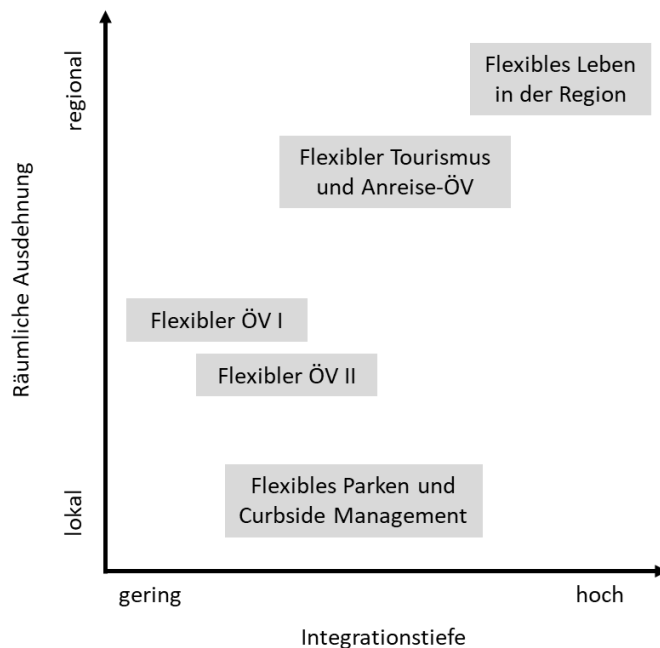 regional
Flexibles Leben
in der Region
Flexibler Tourismus
und Anreise-ÖV
Räumliche Ausdehnung
Flexibler ÖV I
Flexibler ÖV II
Flexibles Parken und
Curbside Management
lokal
gering
hoch
Integrationstiefe